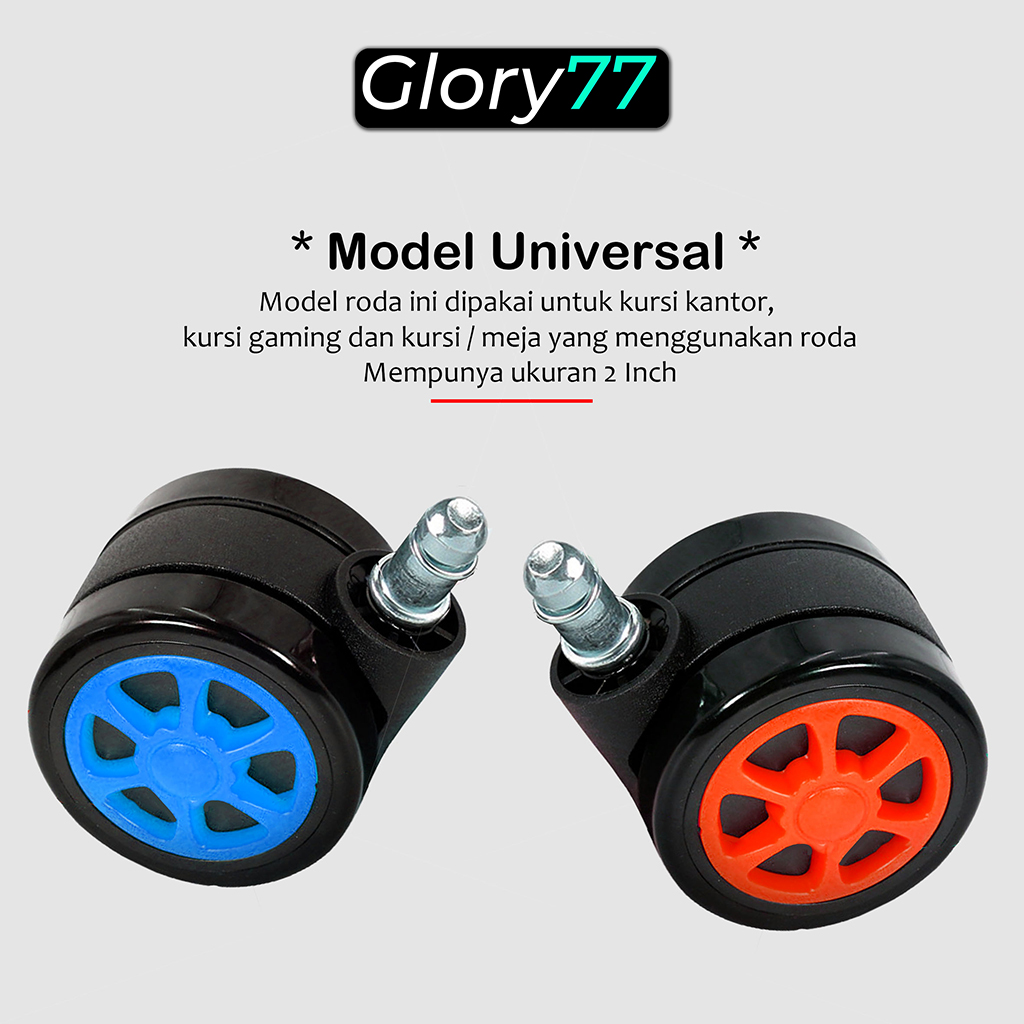 Glory77
* Model Universal *
Model roda ini dipakai untuk kursi kantor,
kursi gaming dan kursi / meja yang menggunakan roda
Mempunya ukuran 2 Inch